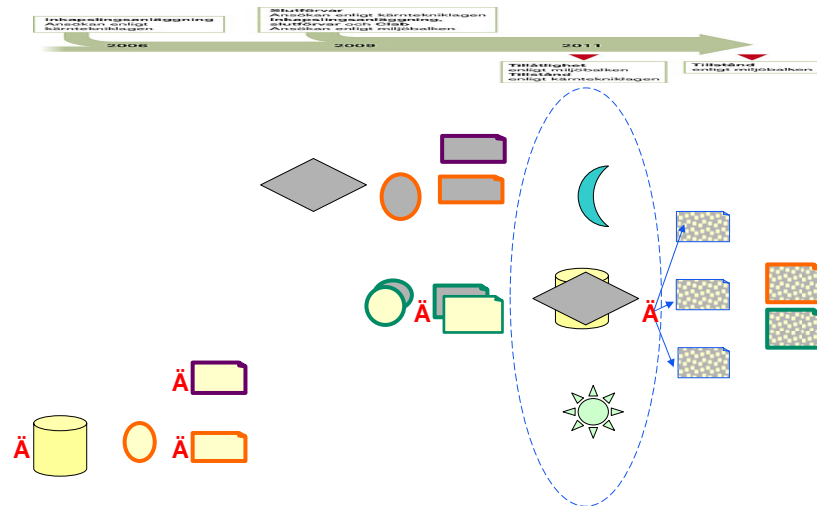 Inkapslingsanläggning
Ansökan enligt
kärntekniklagen
Slutförvar
Ansökan enligt kärntekniklagen
Inkapslingsanläggning,
slutförvar och Clab
Ansökan enligt miljöbalken
2006
2009
2011
Tillåtlighet
enligt miljöbalken
Tillstånd
enligt kärntekniklagen
Tillstånd
enligt miljöbalken
Ä
Ä
Ä
Ä
Ä